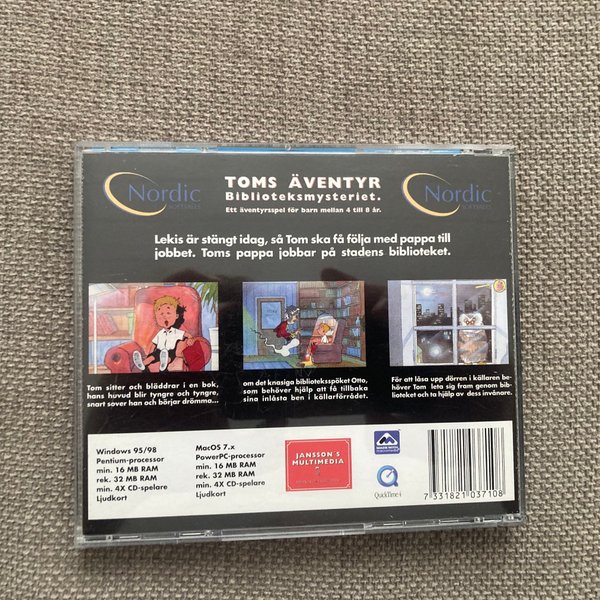 Nordic
SOFTSALES
TOMS ÄVENTYR
Biblioteksmysteriet.
Ett äventyrsspel för barn mellan 4 till 8 år.
Nordic
SOFTSALES
Lekis är stängt idag, så Tom ska få följa med pappa till
jobbet. Toms pappa jobbar på stadens biblioteket.
Tom sitter och bläddrar i en bok,
hans huvud blir tyngre och tyngre,
snart sover han och börjar drömma...
om det knasiga biblioteksspöket Otto,
som behöver hjälp att få tillbaka
sina inlåsta ben i källarförrådet.
För att låsa upp dörren i källaren be-
höver Tom leta sig fram genom bib-
lioteket och ta hjälp av dess invånare.
Windows 95/98
Pentium-processor
min. 16 MB RAM
rek. 32 MB RAM
min. 4X CD-spelare
Ljudkort
MacOS 7.x
PowerPC-processor
min. 16 MB RAM
rek. 32 MB RAM
min. 4X CD-spelare
Ljudkort
JANSSON'S
MULTIMEDIA
MADE WITH
MACROMEDIA
QuickTime 4
7 331821 037108